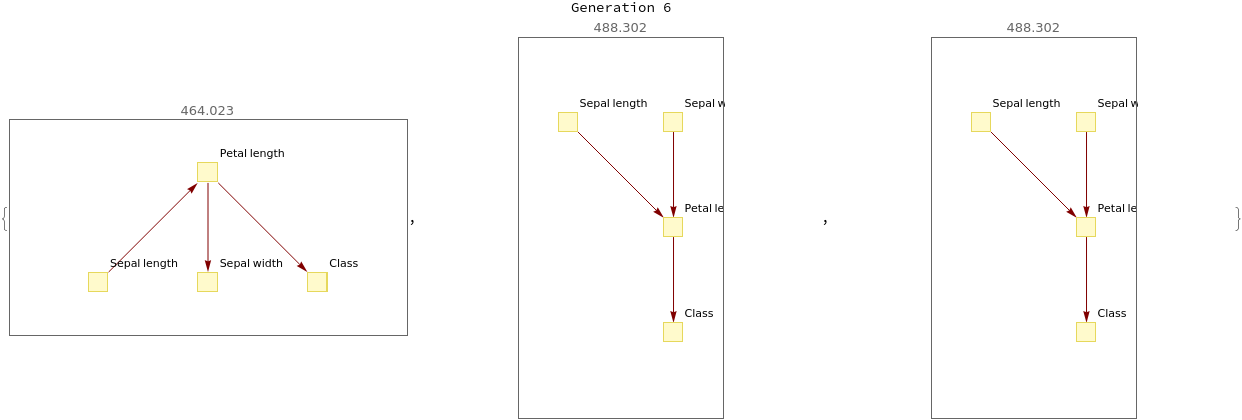 Generation 6
464.023
Petal length
Sepal length
Sepal width
Class
488.302
Sepal length
Sepal w
Petal le
Class
488.302
Sepal length
Sepal w
Petal le
Class
{ , , }